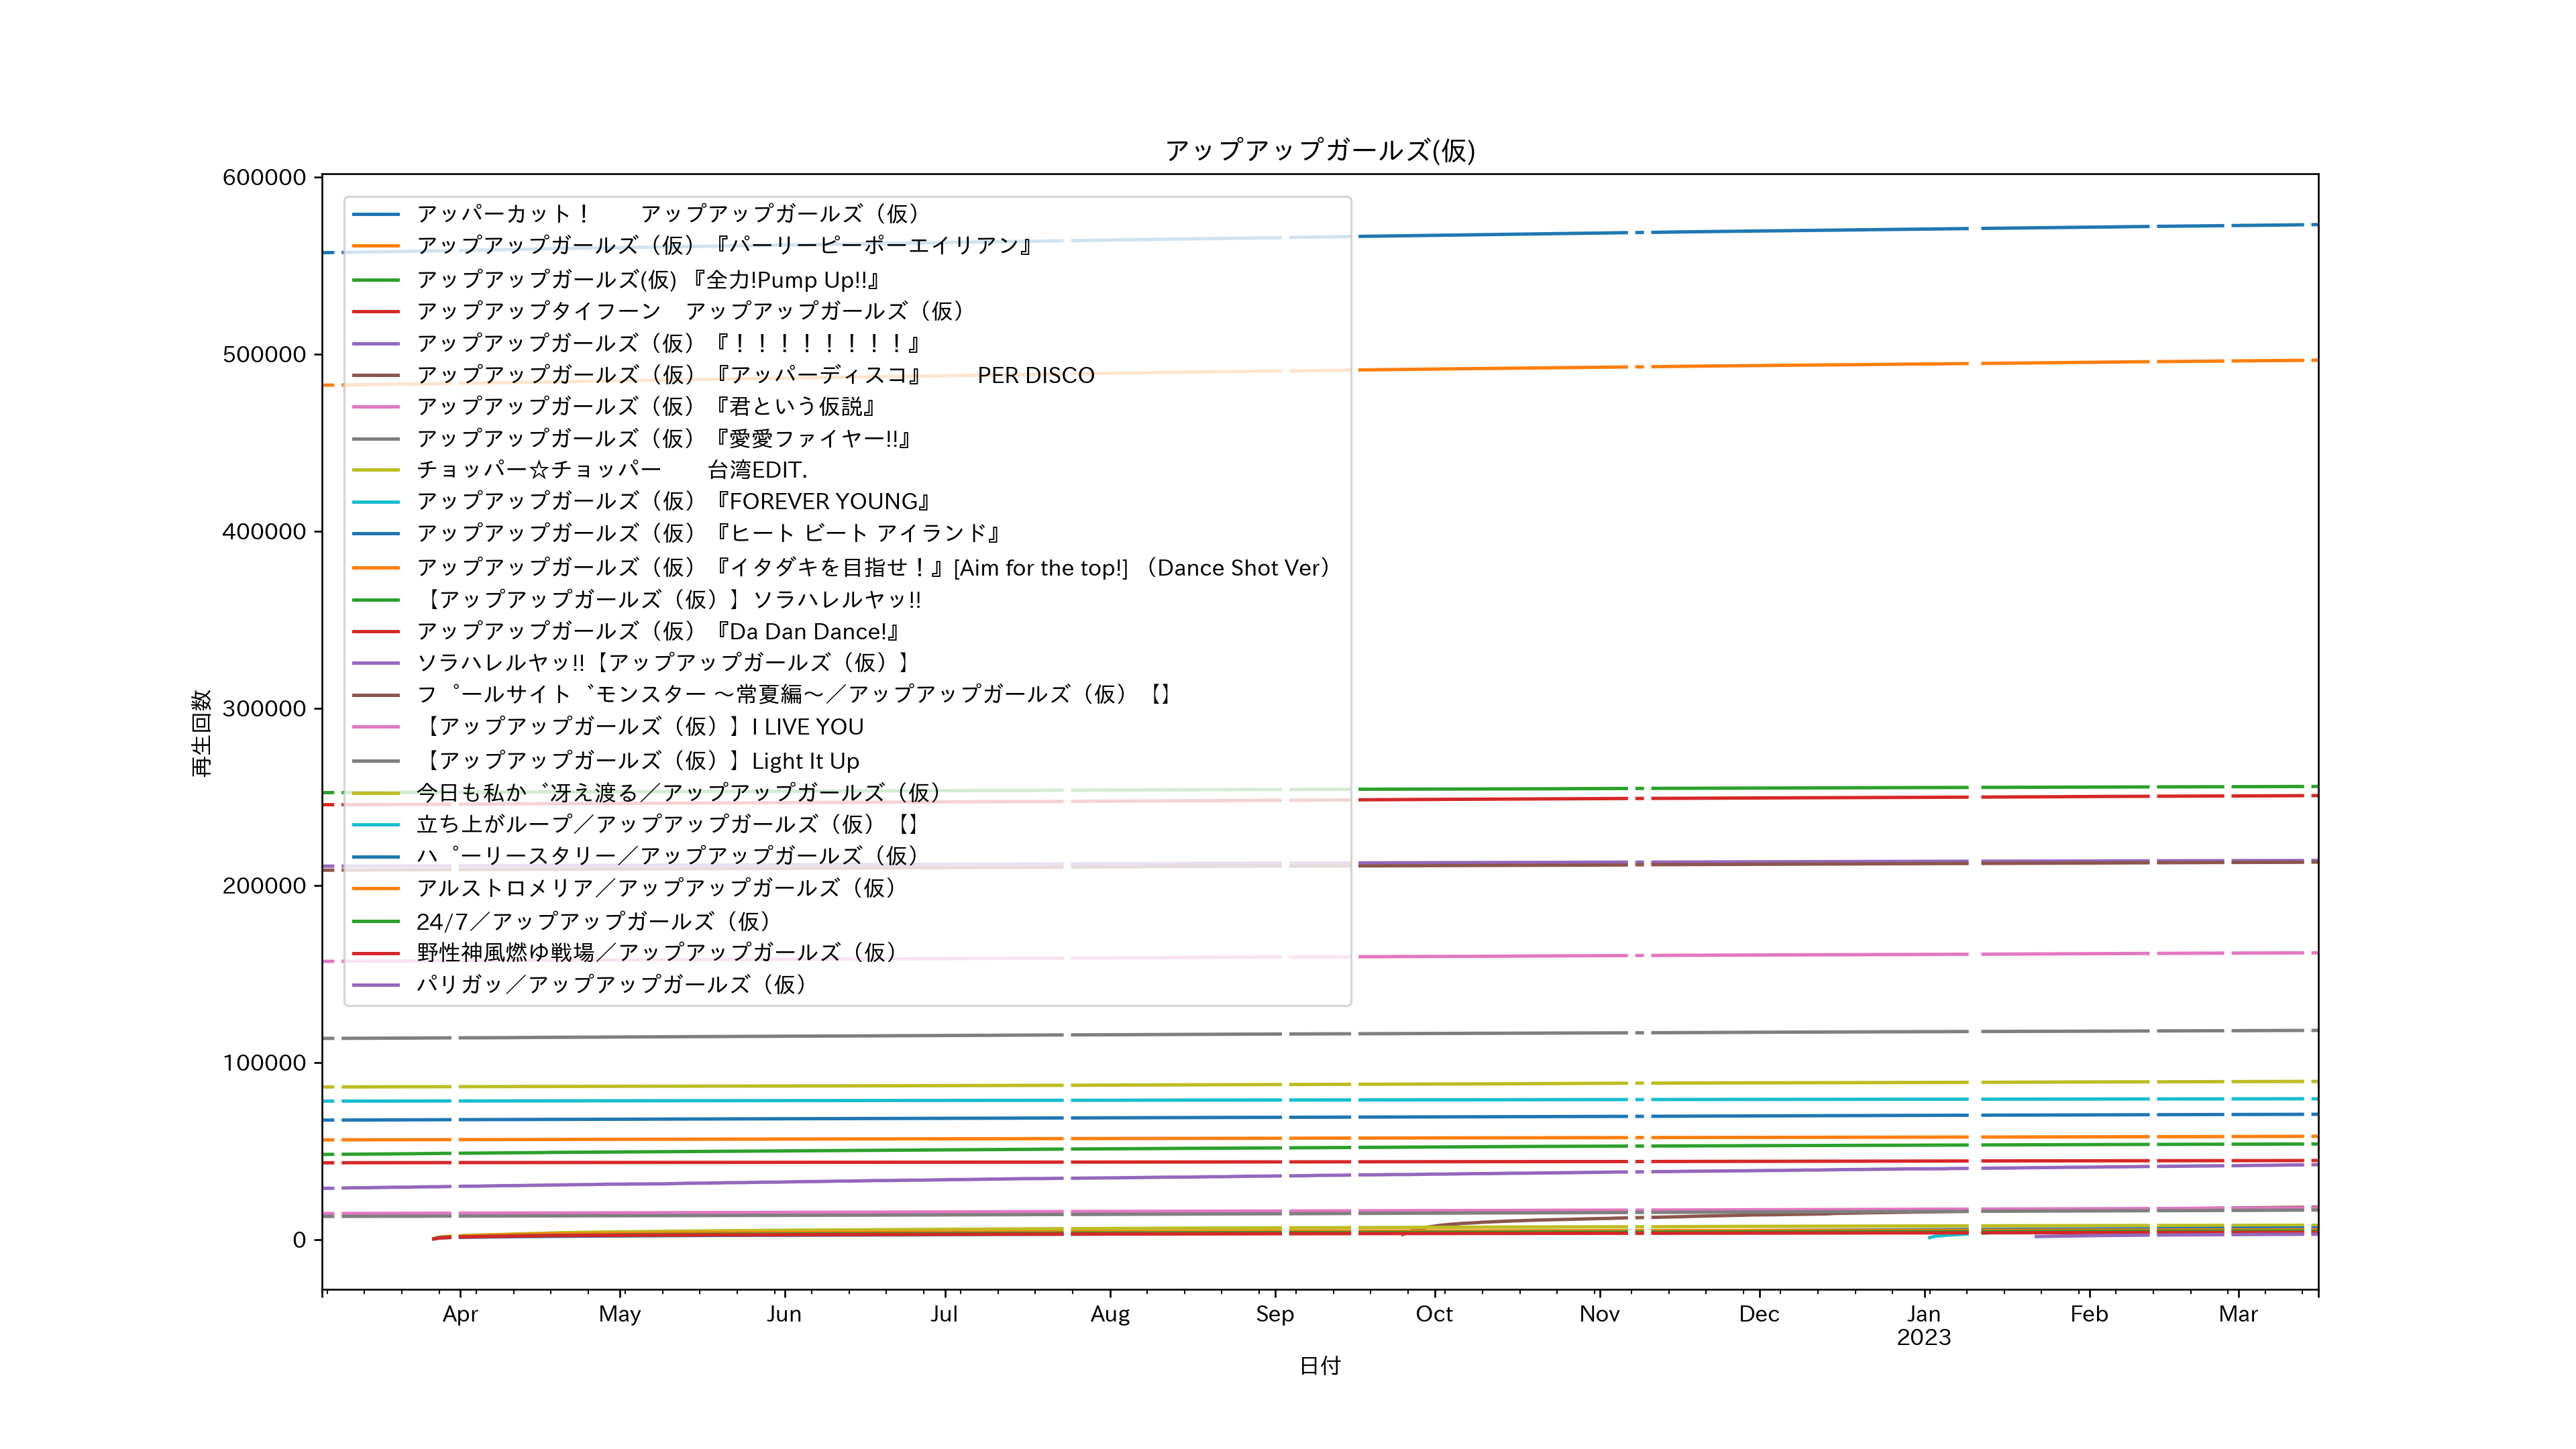 アップアップガールズ(仮)
600000
500000
400000
300000
200000
100000
0
再生回数
アッパーカット！　　アップアップガールズ（仮）
アップアップガールズ（仮）『パーリーピーポーエイリアン』
アップアップガールズ(仮) 『全力!Pump Up!!』
アップアップタイフーン　アップアップガールズ（仮）
アップアップガールズ（仮）『！！！！！！！！』
アップアップガールズ（仮）『アッパーディスコ』　　PER DISCO
アップアップガールズ（仮）『君という仮説』
アップアップガールズ（仮）『愛愛ファイヤー!!』
チョッパー☆チョッパー　　台湾EDIT.
アップアップガールズ（仮）『FOREVER YOUNG』
アップアップガールズ（仮）『ヒート ビート アイランド』
アップアップガールズ（仮）『イタダキを目指せ！』[Aim for the top!] （Dance Shot Ver）
【アップアップガールズ（仮）】ソラハレルヤッ!!
アップアップガールズ（仮）『Da Dan Dance!』
ソラハレルヤッ!!【アップアップガールズ（仮）】
フ゜ールサイト゛モンスター ～常夏編～／アップアップガールズ（仮）【】
【アップアップガールズ（仮）】I LIVE YOU
【アップアップガールズ（仮）】Light It Up
今日も私か゛冴え渡る／アップアップガールズ（仮）
立ち上がループ／アップアップガールズ（仮）【】
ハ゜ーリースタリー／アップアップガールズ（仮）
アルストロメリア／アップアップガールズ（仮）
24/7／アップアップガールズ（仮）
野性神風燃ゆ戦場／アップアップガールズ（仮）
パリガッ／アップアップガールズ（仮）
Apr May Jun Jul Aug Sep Oct Nov Dec Jan Feb Mar
2023
日付